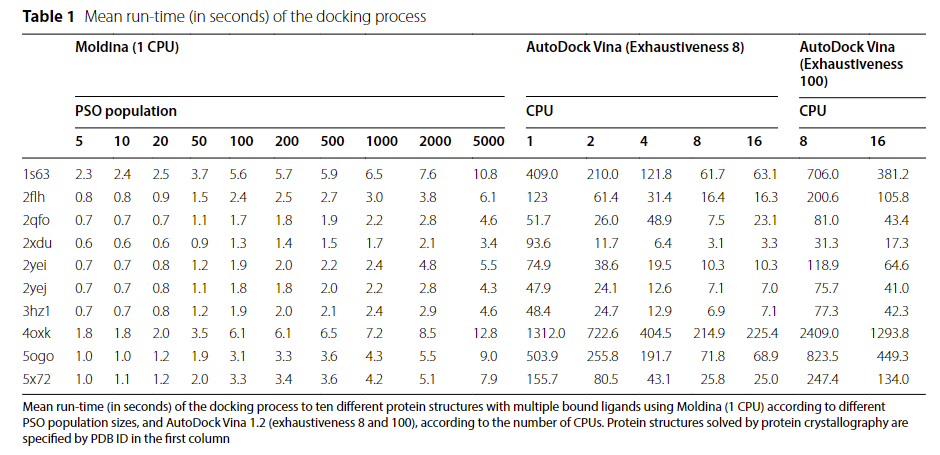 Table 1 Mean run-time (in seconds) of the docking process
Moldina (1 CPU) AutoDock Vina (Exhaustiveness 8) AutoDock Vina (Exhaustiveness 100)
PSO population CPU CPU
5 10 20 50 100 200 500 1000 2000 5000 1 2 4 8 16 8 16
1s63 2.3 2.4 2.5 3.7 5.6 5.7 5.9 6.5 7.6 10.8 409.0 210.0 121.8 61.7 63.1 706.0 381.2
2flh 0.8 0.8 0.9 1.5 2.4 2.5 2.7 3.0 3.8 6.1 123 61.4 31.4 16.4 16.3 200.6 105.8
2qfo 0.7 0.7 0.7 1.1 1.7 1.8 1.9 2.2 2.8 4.6 51.7 26.0 48.9 7.5 23.1 81.0 43.4
2xdu 0.6 0.6 0.6 0.9 1.3 1.4 1.5 1.7 2.1 3.4 93.6 11.7 6.4 3.1 3.3 31.3 17.3
2yei 0.7 0.7 0.8 1.2 1.9 2.0 2.2 2.4 4.8 5.5 74.9 38.6 19.5 10.3 10.3 118.9 64.6
2yej 0.7 0.7 0.8 1.1 1.8 1.8 2.0 2.2 2.8 4.3 47.9 24.1 12.6 7.1 7.0 75.7 41.0
3hz1 0.7 0.7 0.8 1.2 1.9 2.0 2.1 2.4 2.9 4.6 48.4 24.7 12.9 6.9 7.1 77.3 42.3
4oxk 1.8 1.8 2.0 3.5 6.1 6.1 6.5 7.2 8.5 12.8 1312.0 722.6 404.5 214.9 225.4 2409.0 1293.8
5ogo 1.0 1.0 1.2 1.9 3.1 3.3 3.6 4.3 5.5 9.0 503.9 255.8 191.7 71.8 68.9 823.5 449.3
5x72 1.0 1.1 1.2 2.0 3.3 3.4 3.6 4.2 5.1 7.9 155.7 80.5 43.1 25.8 25.0 247.4 134.0
Mean run-time (in seconds) of the docking process to ten different protein structures with multiple bound ligands using Moldina (1 CPU) according to different
PSO population sizes, and AutoDock Vina 1.2 (exhaustiveness 8 and 100), according to the number of CPUs. Protein structures solved by protein crystallography are
specified by PDB ID in the first column